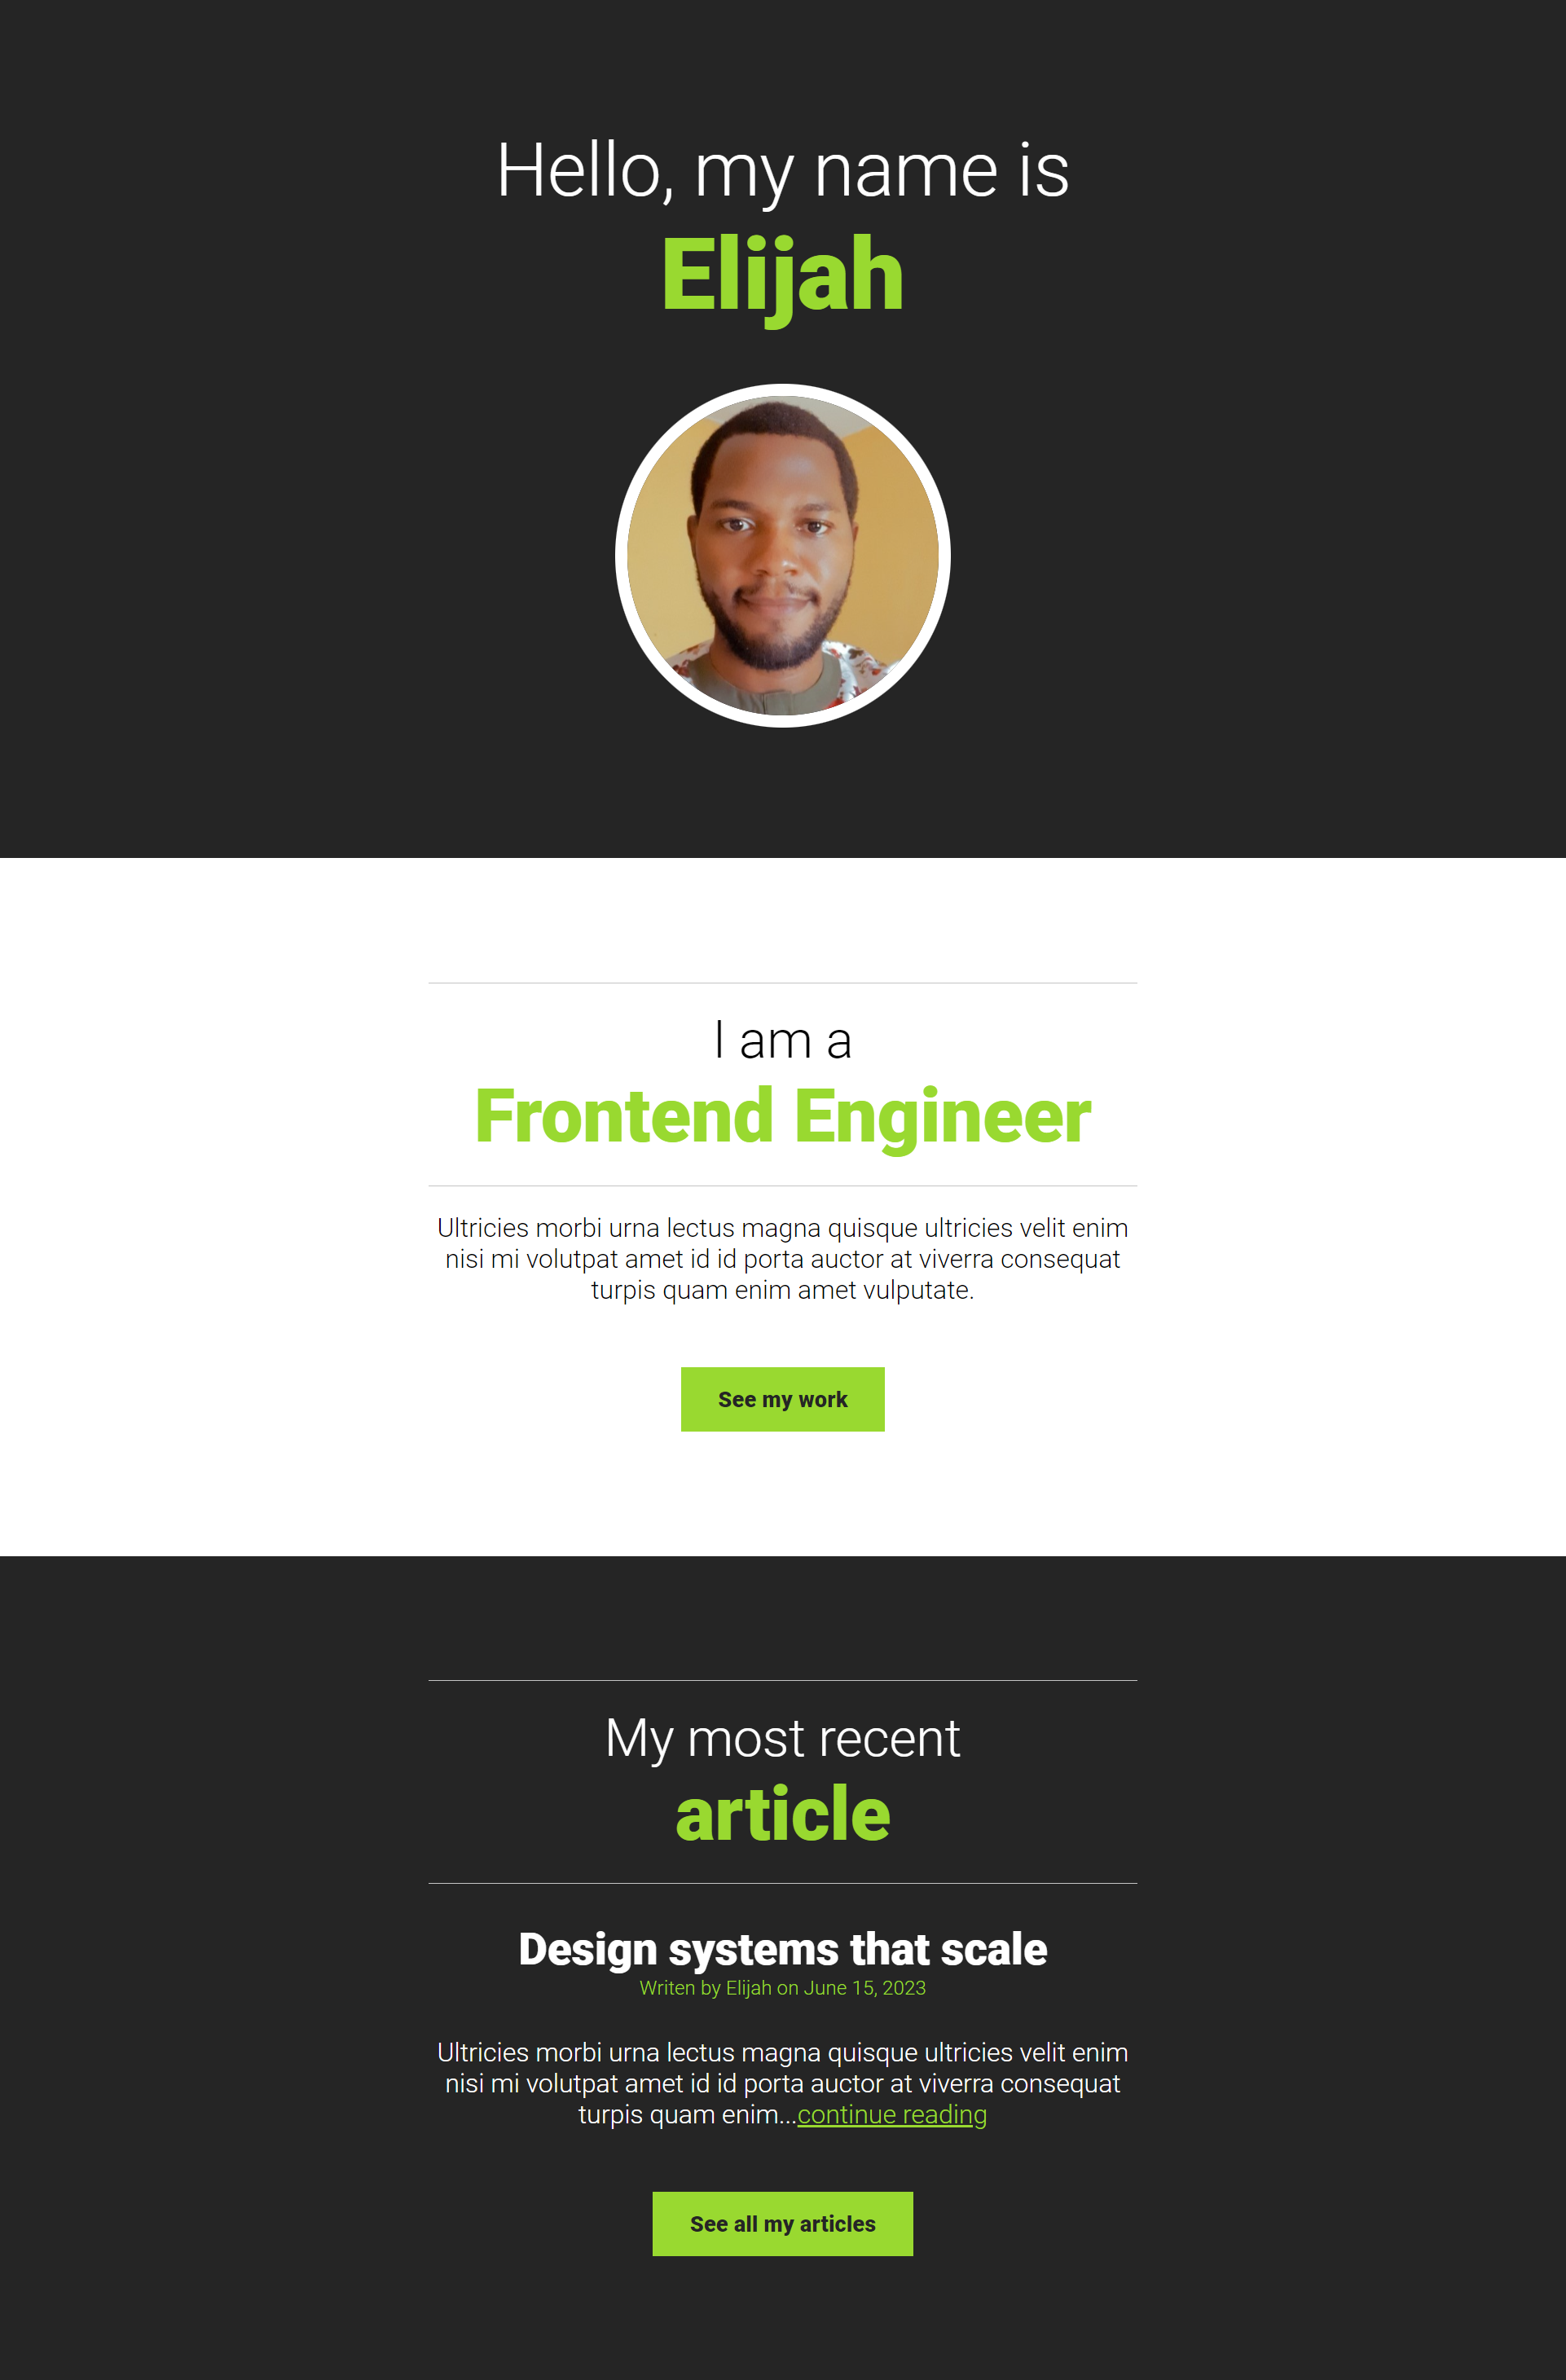 Hello, my name is
Elijah
I am a
Frontend Engineer
Ultricies morbi urna lectus magna quisque ultricies velit enim
nisi mi volutpat amet id id porta auctor at viverra consequat
turpis quam enim amet vulputate.
See my work
My most recent
article
Design systems that scale
Writen by Elijah on June 15, 2023
Ultricies morbi urna lectus magna quisque ultricies velit enim
nisi mi volutpat amet id id porta auctor at viverra consequat
turpis quam enim...continue reading
See all my articles